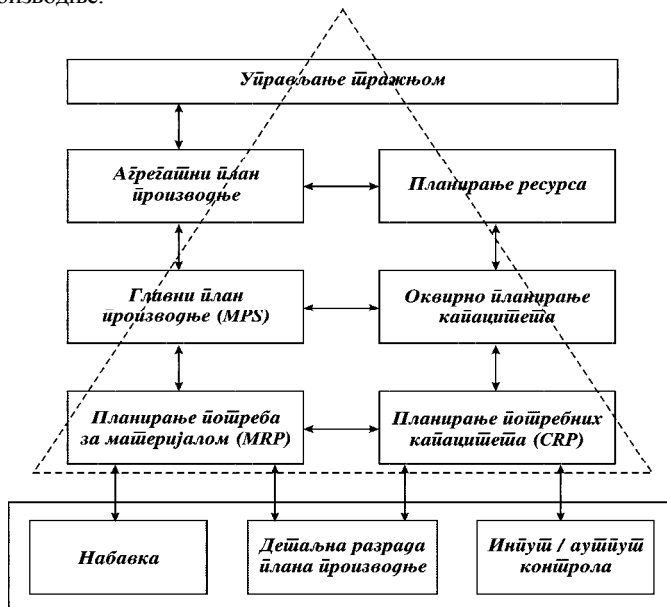 Управљање тражњом
Агрегатни план
производње
Планирање ресурса
Главни план
производње (MPS)
Оквирно планирање
капацитета
Планирање потреба
за материјалом (MRP)
Планирање потребних
капацитета (CRP)
Набавка
Детаљна разрада
плана производње
Инпут / аутпут
контрола